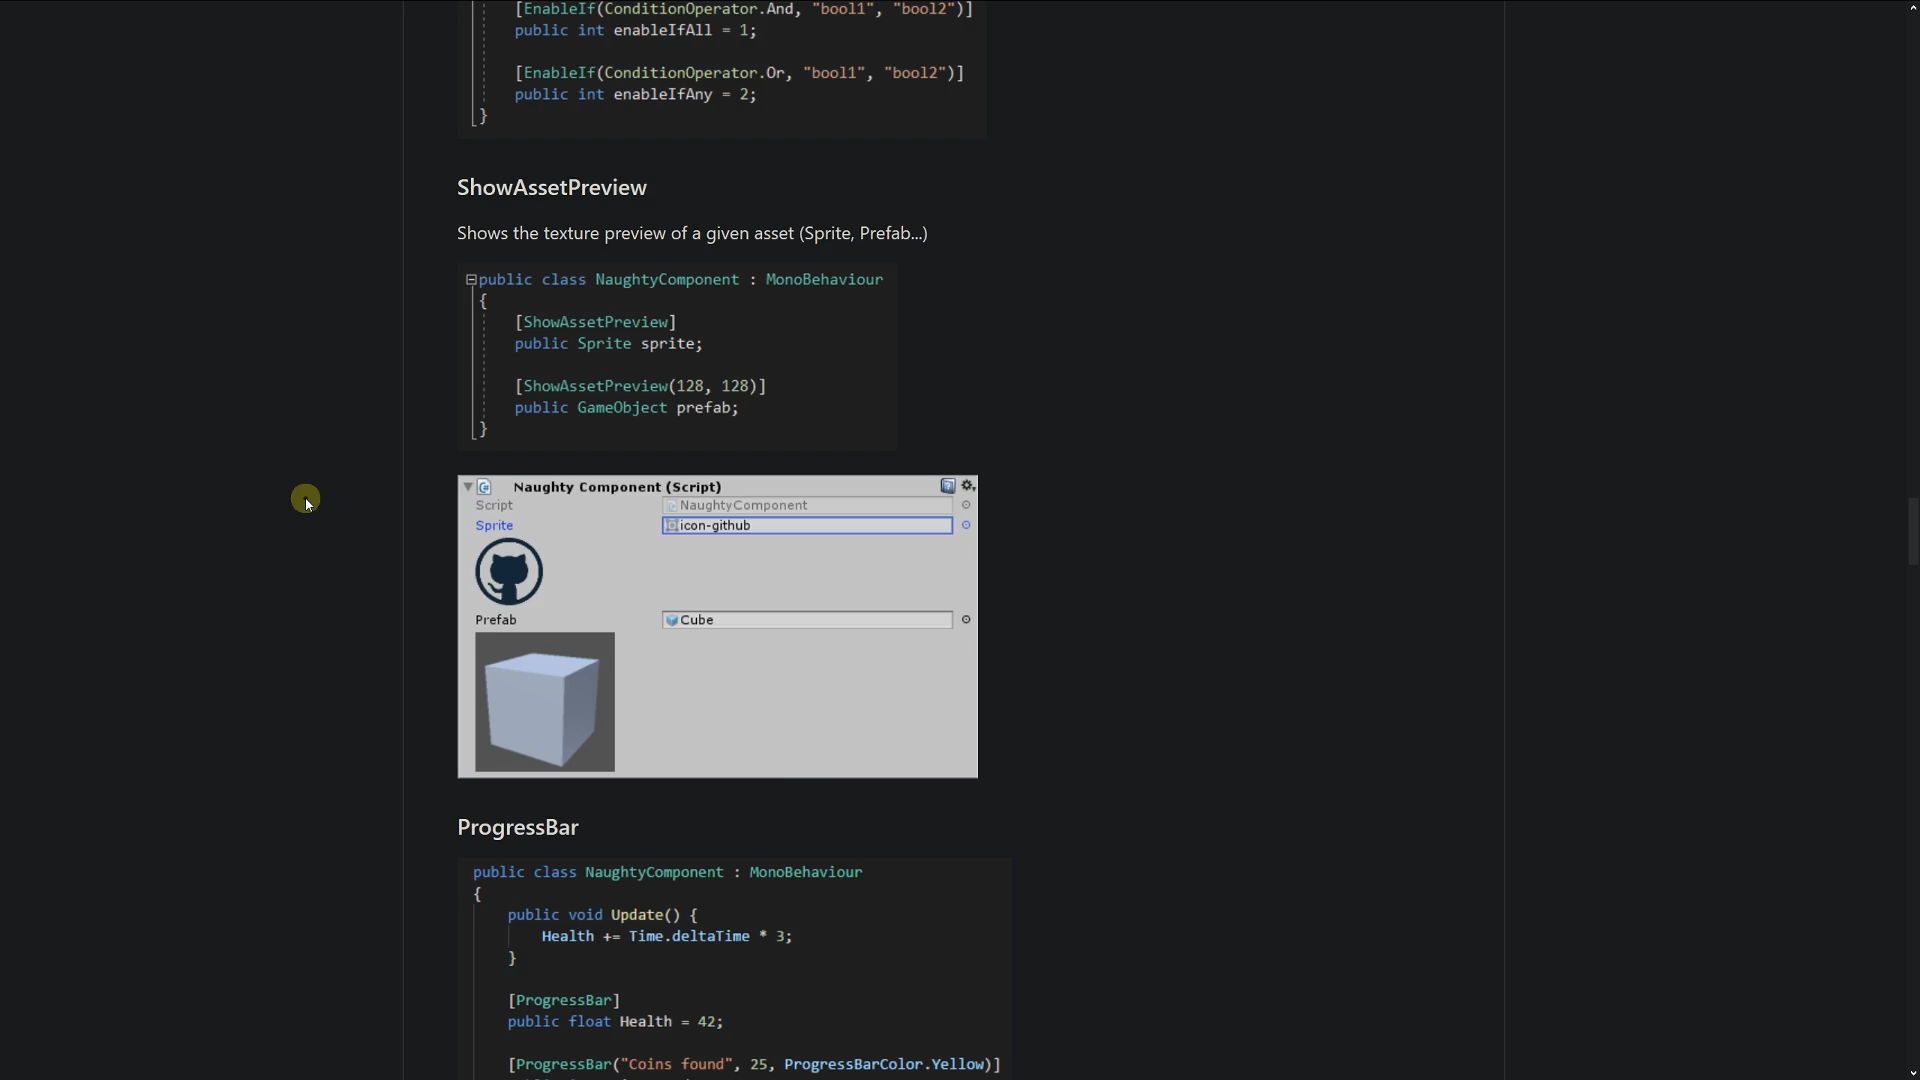 [EnableIf(ConditionOperator.And, "bool1", "bool2")]
public int enableIfAll = 1;
[EnableIf(ConditionOperator.Or, "bool1", "bool2")]
public int enableIfAny = 2;
}
ShowAssetPreview
Shows the texture preview of a given asset (Sprite, Prefab...)
public class NaughtyComponent : MonoBehaviour
{
[ShowAssetPreview]
public Sprite sprite;
[ShowAssetPreview(128, 128)]
public GameObject prefab;
}
Naughty Component (Script)
Script NaughtyComponent
Sprite icon-github
Prefab Cube
ProgressBar
public class NaughtyComponent : MonoBehaviour
{
public void Update() {
Health += Time.deltaTime * 3;
}
[ProgressBar]
public float Health = 42;
[ProgressBar("Coins found", 25, ProgressBarColor.Yellow)]